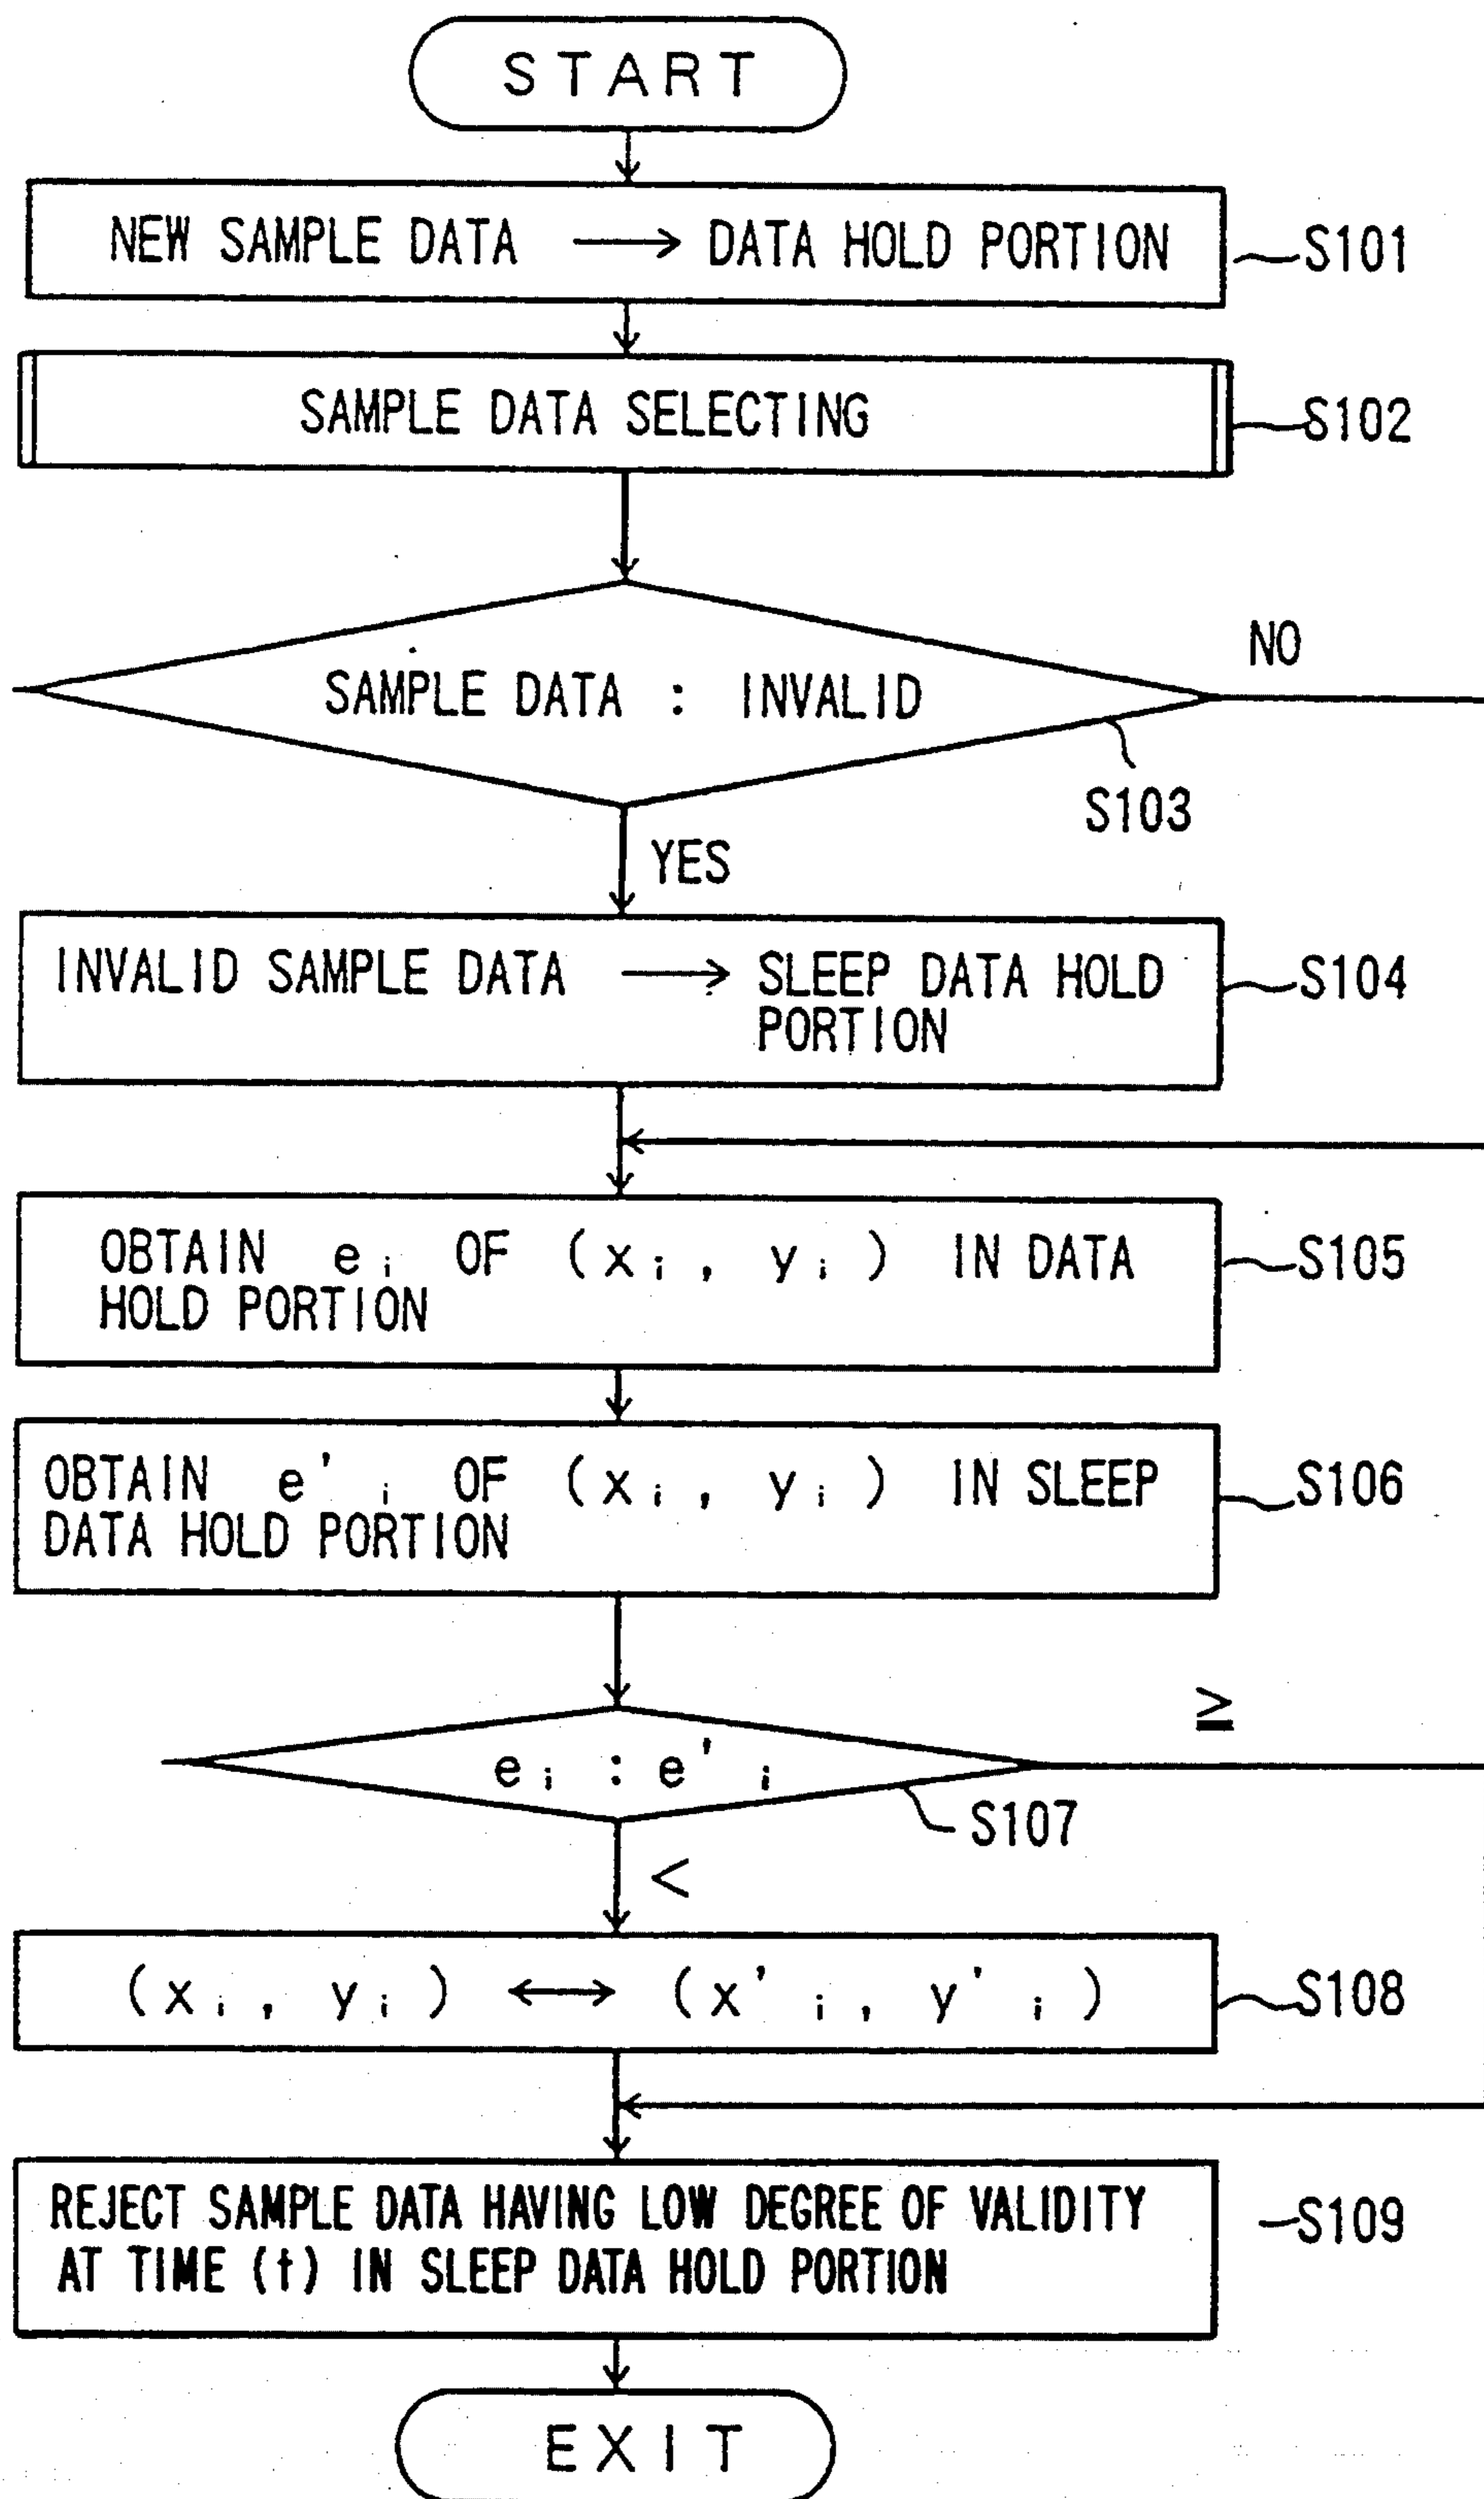 START
NEW SAMPLE DATA → DATA HOLD PORTION
S101
SAMPLE DATA SELECTING
S102
NO
SAMPLE DATA : INVALID
S103
YES
INVALID SAMPLE DATA → SLEEP DATA HOLD
PORTION
S104
OBTAIN eᵢ OF (xᵢ, yᵢ) IN DATA
HOLD PORTION
S105
OBTAIN e'ᵢ OF (xᵢ, yᵢ) IN SLEEP
DATA HOLD PORTION
S106
≥
eᵢ : e'ᵢ
S107
<
(xᵢ, yᵢ) ↔ (x'ᵢ, y'ᵢ)
S108
REJECT SAMPLE DATA HAVING LOW DEGREE OF VALIDITY
AT TIME (t) IN SLEEP DATA HOLD PORTION
S109
EXIT